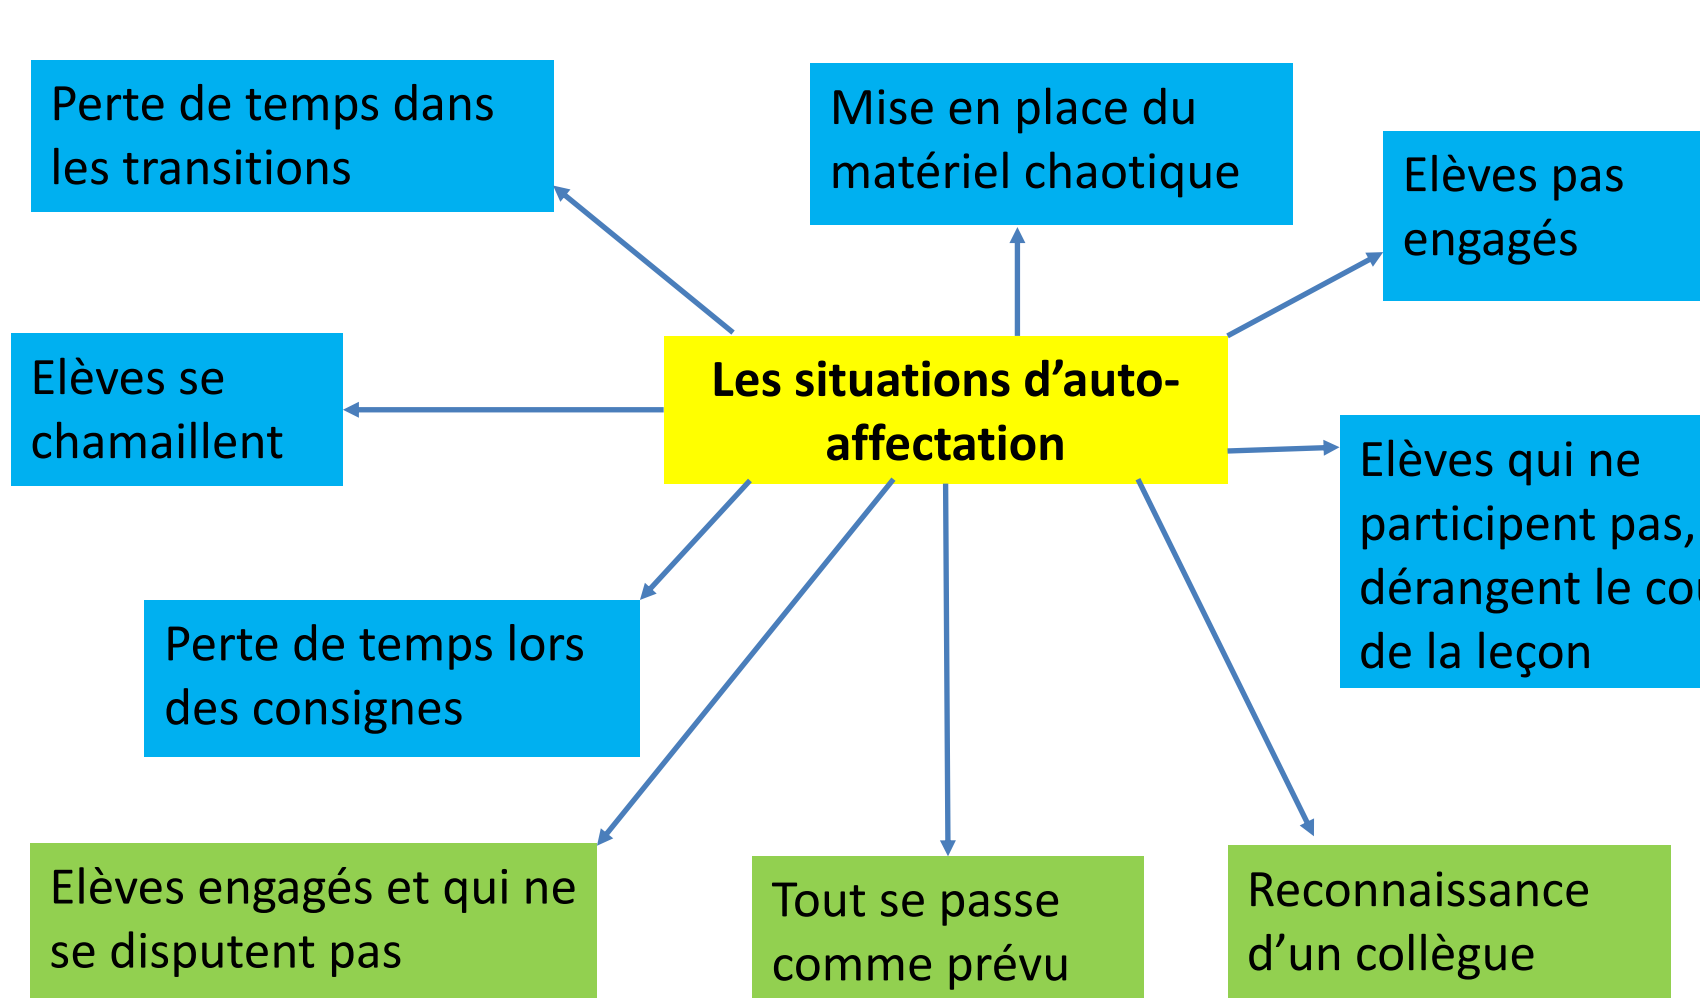 Perte de temps dans
les transitions
Mise en place du
matériel chaotique
Elèves pas
engagés
Elèves se
chamaillent
Les situations d’auto-
affectation
Elèves qui ne
participent pas,
dérangent le
de la leçon
Perte de temps lors
des consignes
Elèves engagés et qui ne
se disputent pas
Tout se passe
comme prévu
Reconnaissance
d’un collègue